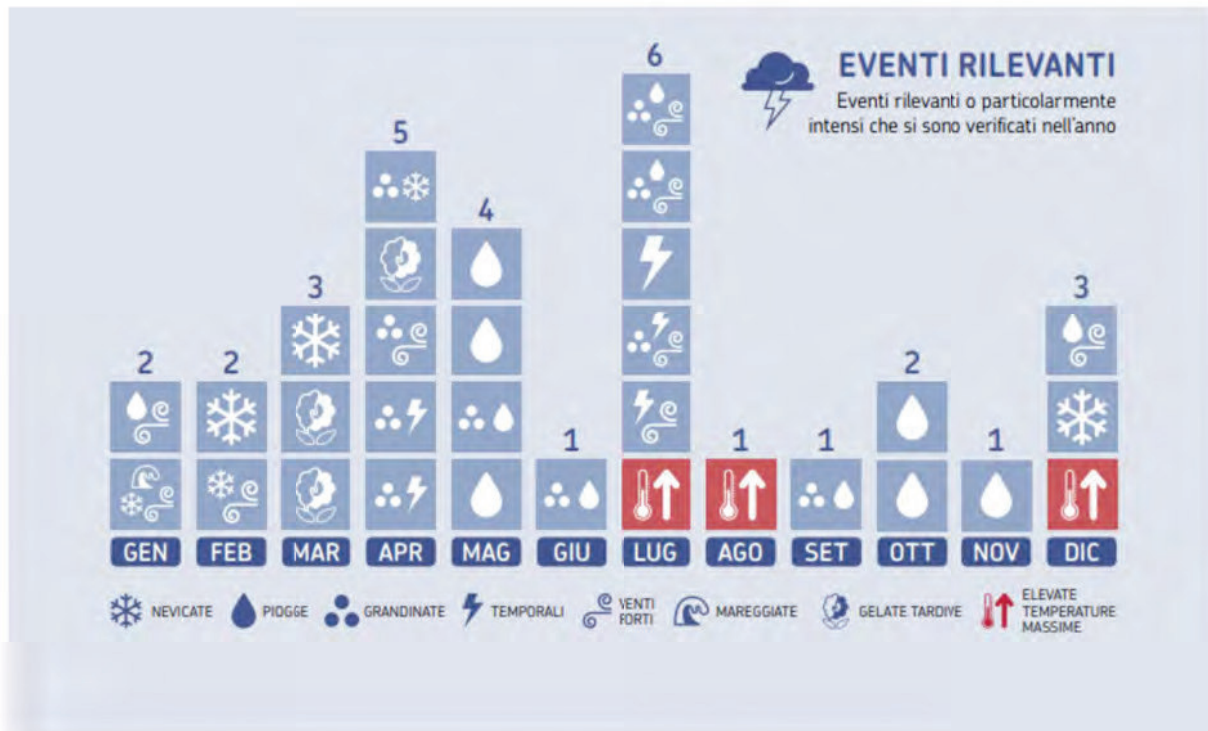 EVENTI RILEVANTI
Eventi rilevanti o particolarmente
intensi che si sono verificati nell'anno
6
5
4
3
3
2
2
2
1
1
1
1
GEN FEB MAR APR MAG GIU LUG AGO SET OTT NOV DIC
NEVICATE PIOGGE GRANDINATE TEMPORALI VENTI FORTI MAREGGIATE GELATE TARDIVE ELEVATE TEMPERATURE MASSIME